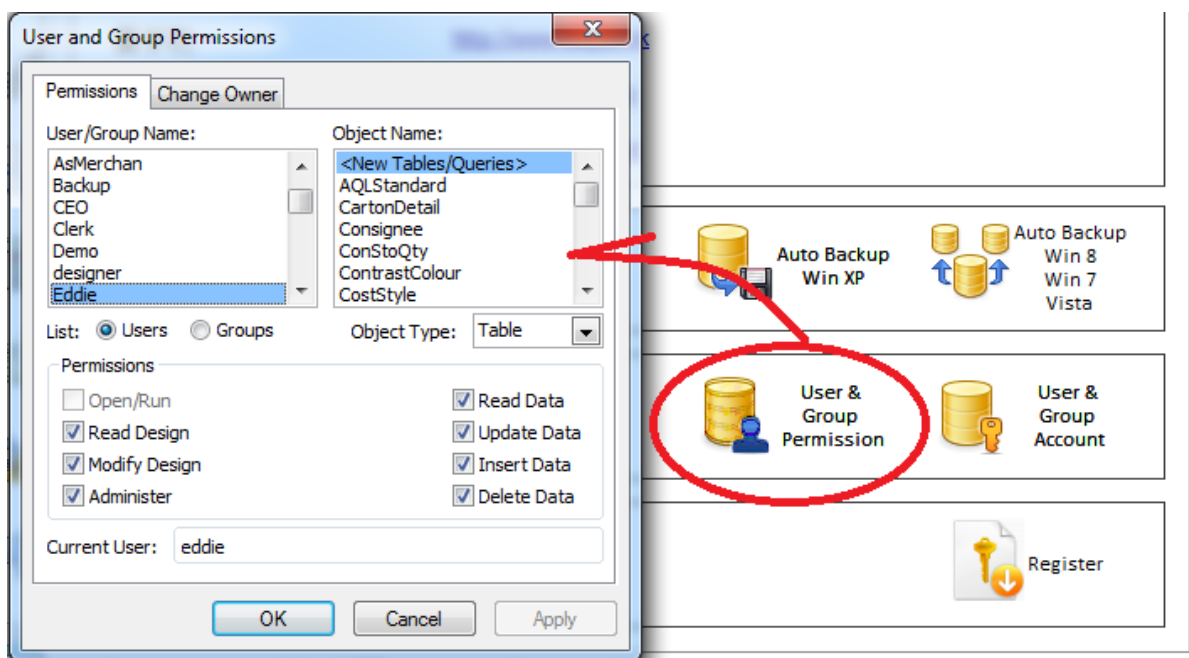 User and Group Permissions
Permissions
Change Owner
User/Group Name:
AsMerchan
Backup
CEO
Clerk
Demo
designer
Eddie
Object Name:
<New Tables/Queries>
AQLStandard
CartonDetail
Consignee
ConStoQty
ContrastColour
CostStyle
List: Users Groups
Object Type: Table
Permissions
Open/Run
Read Design
Modify Design
Administer
Read Data
Update Data
Insert Data
Delete Data
Current User: eddie
OK
Cancel
Apply
Auto Backup
Win XP
Auto Backup
Win 8
Win 7
Vista
User &
Group
Permission
User &
Group
Account
Register